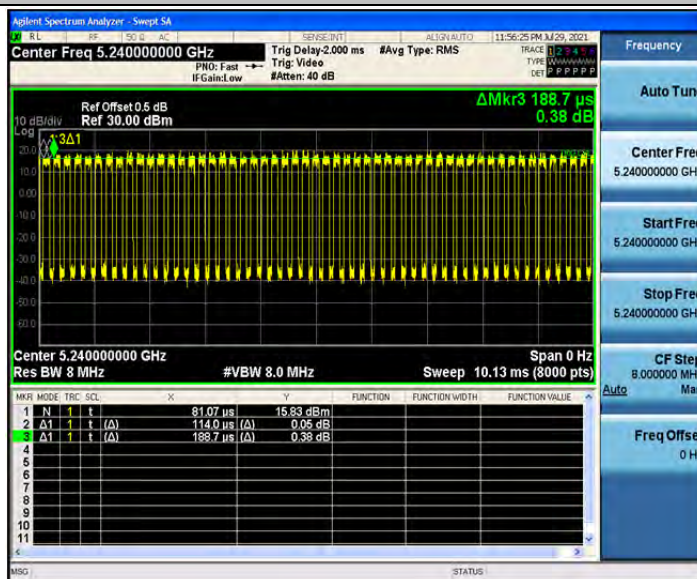 Agilent Spectrum Analyzer - Swept SA
RL RF 50 Ω AC SENSE:INT ALIGN AUTO 11:56:25 PM Jul 29, 2021
Center Freq 5.240000000 GHz
PNO: Fast
IFGain:Low
Trig Delay-2.000 ms
Trig: Video
#Atten: 40 dB
#Avg Type: RMS
TRACE 1 2 3 4 5 6
TYPE W
DET P P P P P P
Ref Offset 0.5 dB
Ref 30.00 dBm
10 dB/div
Log
ΔMkr3 188.7 µs
0.38 dB
3Δ1
20.0
10.0
0.00
-10.0
-20.0
-30.0
-40.0
-50.0
-60.0
Center 5.240000000 GHz Span 0 Hz
Res BW 8 MHz #VBW 8.0 MHz Sweep 10.13 ms (8000 pts)
MKR MODE TRC SCL X Y FUNCTION FUNCTION WIDTH FUNCTION VALUE
1 N 1 t 81.07 µs 15.83 dBm
2 Δ1 1 t (Δ) 114.0 µs (Δ) 0.05 dB
3 Δ1 1 t (Δ) 188.7 µs (Δ) 0.38 dB
4
5
6
7
8
9
10
11
MSG STATUS
Frequency
Auto Tun
Center Fre
5.240000000 GH
Start Fre
5.240000000 GH
Stop Fre
5.240000000 GH
CF Step
8.000000 MH
Auto Ma
Freq Offse
0 H